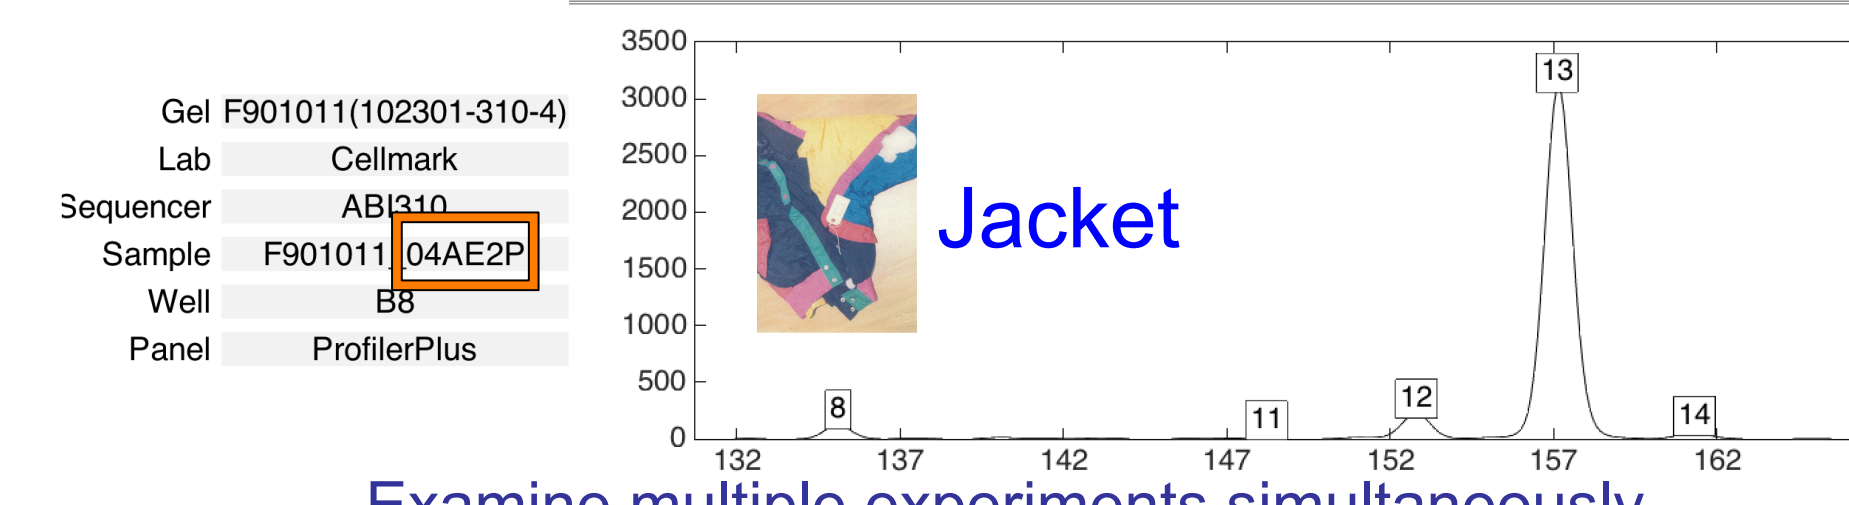 Gel F901011(102301-310-4)
Lab Cellmark
Sequencer ABI310
Sample F901011_04AE2P
Well B8
Panel ProfilerPlus
3500
3000
2500
2000
1500
1000
500
0
Jacket
8
11
12
13
14
132 137 142 147 152 157 162
Examine multiple experiments simultaneously